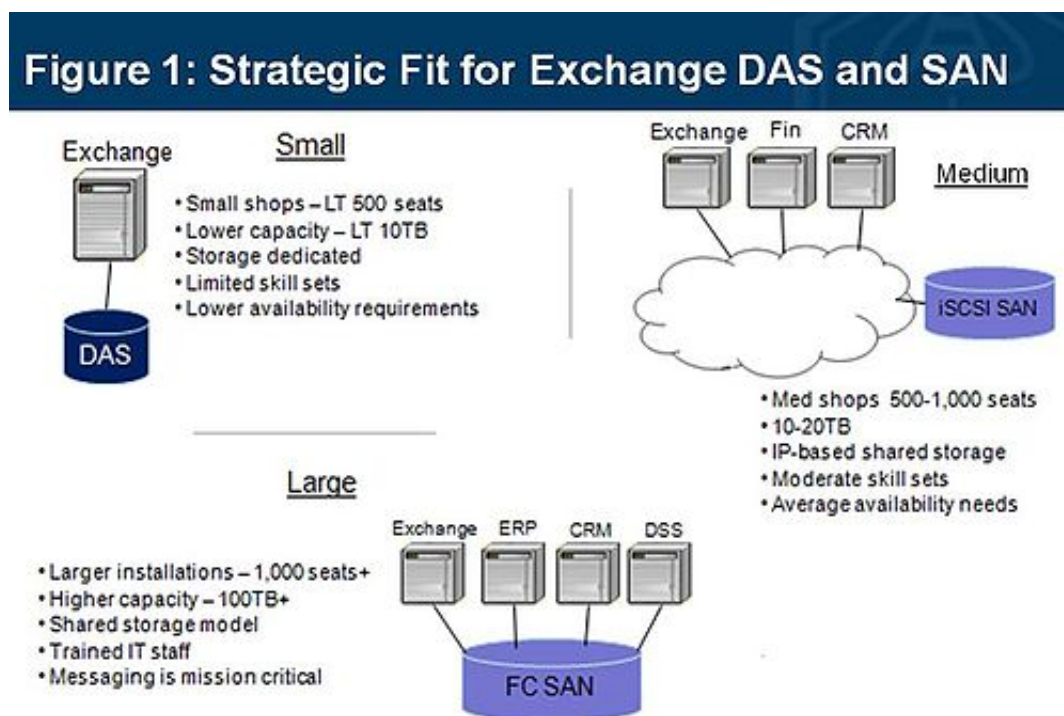 Figure 1: Strategic Fit for Exchange DAS and SAN
Exchange
Small
• Small shops – LT 500 seats
• Lower capacity – LT 10TB
• Storage dedicated
• Limited skill sets
• Lower availability requirements
DAS
Exchange Fin CRM
Medium
iSCSI SAN
• Med shops 500-1,000 seats
• 10-20TB
• IP-based shared storage
• Moderate skill sets
• Average availability needs
Large
Exchange ERP CRM DSS
• Larger installations – 1,000 seats+
• Higher capacity – 100TB+
• Shared storage model
• Trained IT staff
• Messaging is mission critical
FC SAN